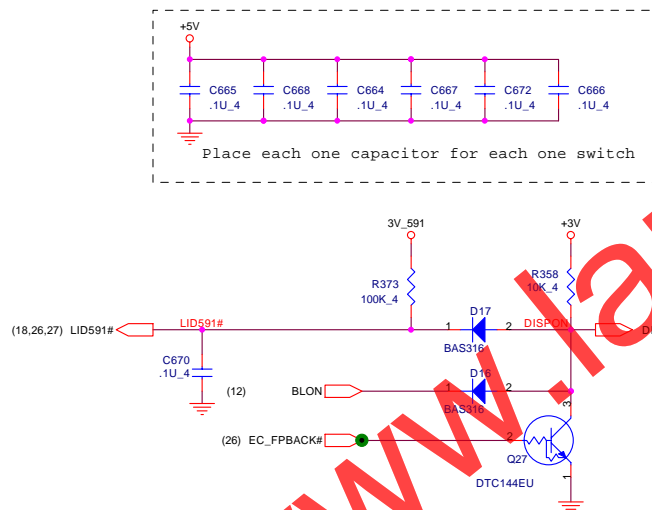 +5V
C665 C668 C664 C667 C672 C666
.1U_4 .1U_4 .1U_4 .1U_4 .1U_4 .1U_4
Place each one capacitor for each one switch
3V_591 +3V
R373 R358
100K_4 10K_4
D17
(18,26,27) LID591# LID591# 1 2 DISPON
BAS316
C670 D16
.1U_4
(12) BLON 1 2
BAS316
3
(26) EC_FPBACK# 2
Q27
DTC144EU 1
www.la